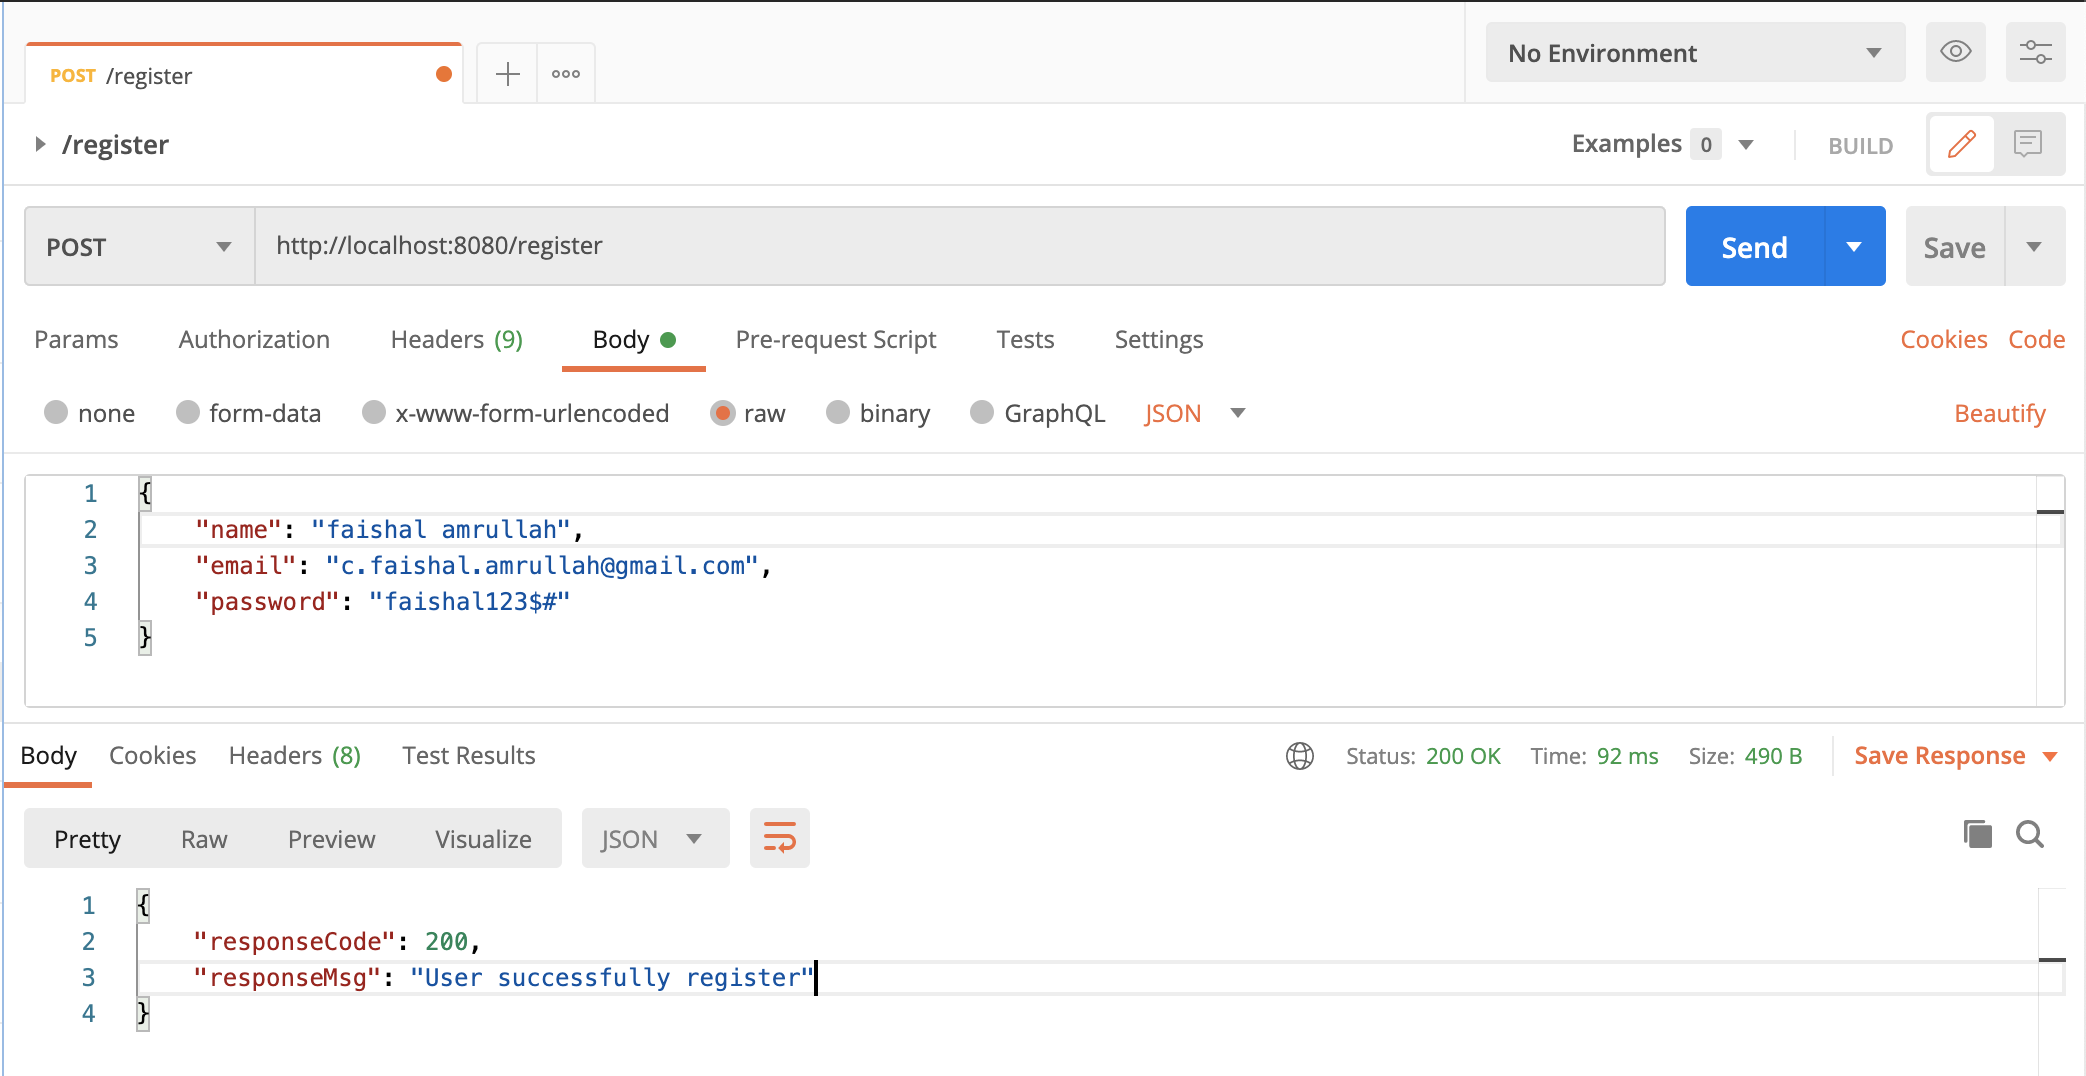 POST /register
No Environment
/register
Examples 0 BUILD
POST http://localhost:8080/register Send Save
Params Authorization Headers (9) Body Pre-request Script Tests Settings Cookies Code
none form-data x-www-form-urlencoded raw binary GraphQL JSON Beautify
1 {
2 "name": "faishal amrullah",
3 "email": "c.faishal.amrullah@gmail.com",
4 "password": "faishal123$#"
5 }
Body Cookies Headers (8) Test Results Status: 200 OK Time: 92 ms Size: 490 B Save Response
Pretty Raw Preview Visualize JSON
1 {
2 "responseCode": 200,
3 "responseMsg": "User successfully register"
4 }